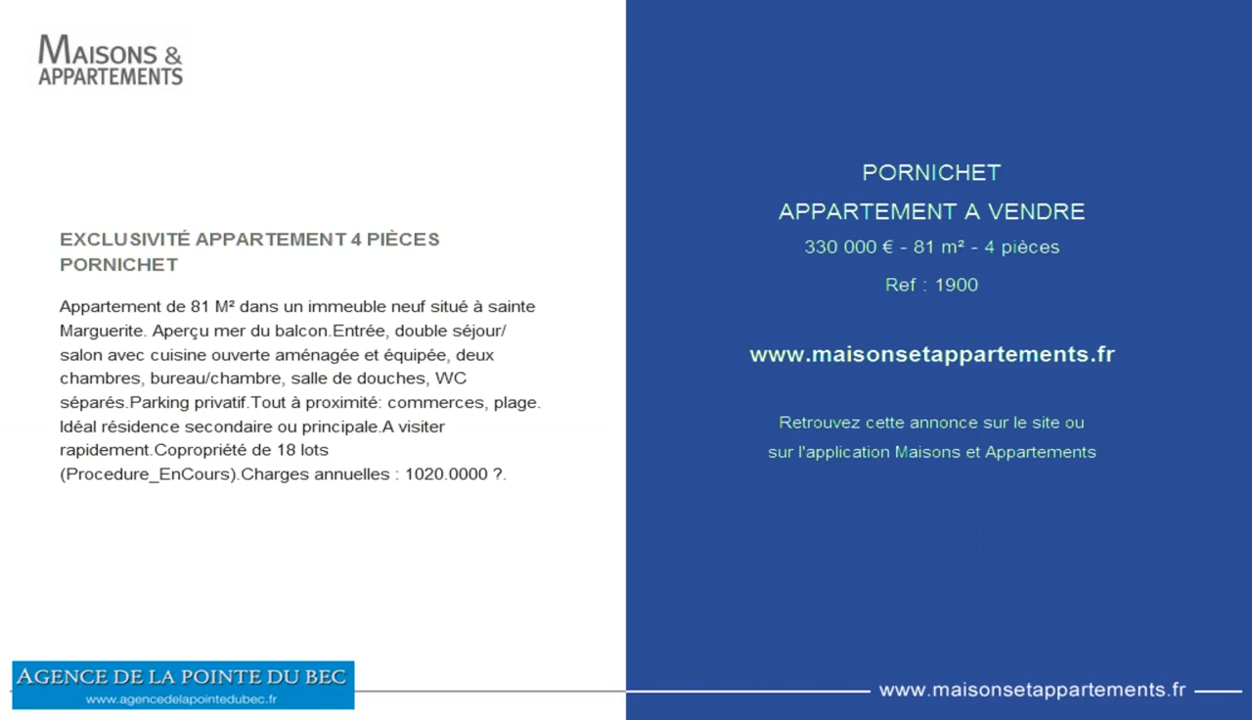 MAISONS &
APPARTEMENTS
EXCLUSIVITÉ APPARTEMENT 4 PIÈCES
PORNICHET
Appartement de 81 M² dans un immeuble neuf situé à sainte
Marguerite. Aperçu mer du balcon.Entrée, double séjour/
salon avec cuisine ouverte aménagée et équipée, deux
chambres, bureau/chambre, salle de douches, WC
séparés.Parking privatif.Tout à proximité: commerces, plage.
Idéal résidence secondaire ou principale.A visiter
rapidement.Copropriété de 18 lots
(Procedure_EnCours).Charges annuelles : 1020.0000 ?.
AGENCE DE LA POINTE DU BEC
www.agencedelapointedubec.fr
PORNICHET
APPARTEMENT A VENDRE
330 000 € - 81 m² - 4 pièces
Ref : 1900
www.maisonsetappartements.fr
Retrouvez cette annonce sur le site ou
sur l'application Maisons et Appartements
www.maisonsetappartements.fr